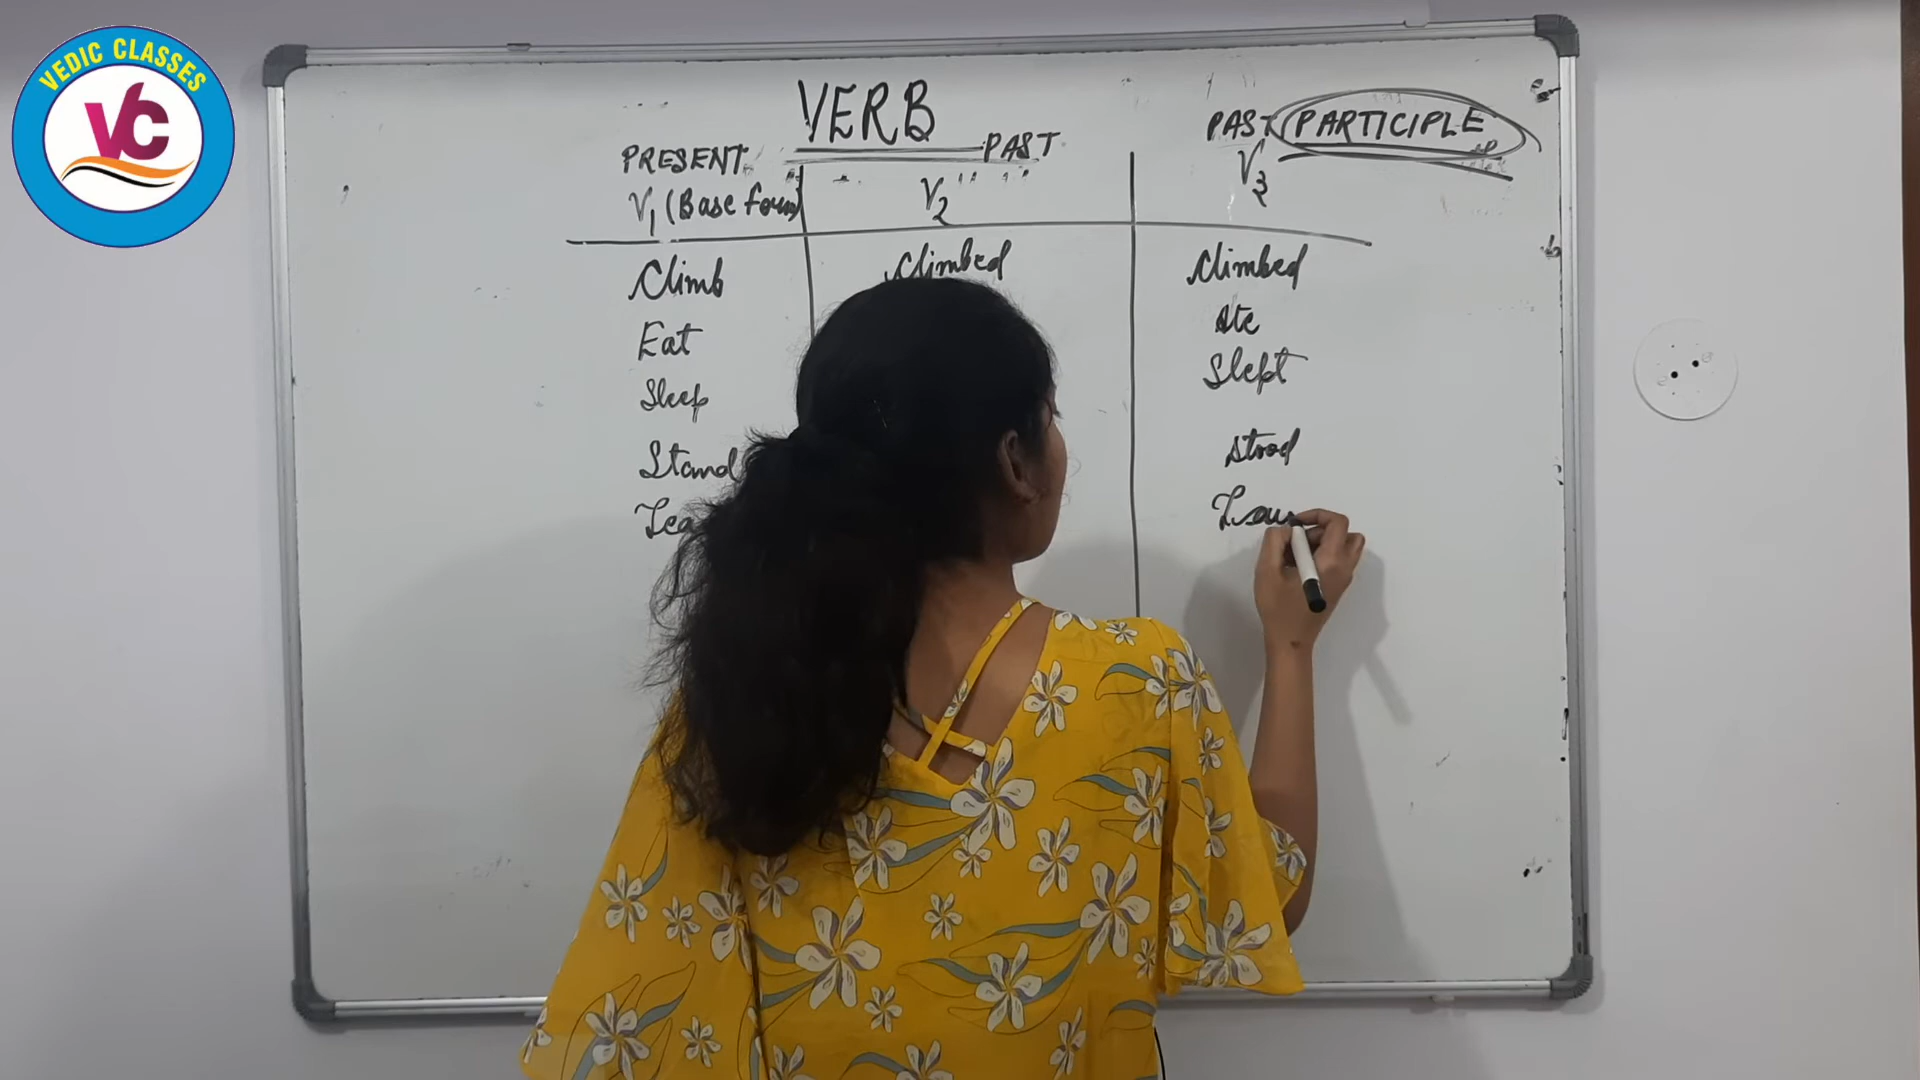 VEDIC CLASSES
VC
VERB
PRESENT PAST PAST PARTICIPLE
V1 (Base form) V2 V3
Climb Climbed Climbed
Eat Ate
Sleep Slept
Stand Stood